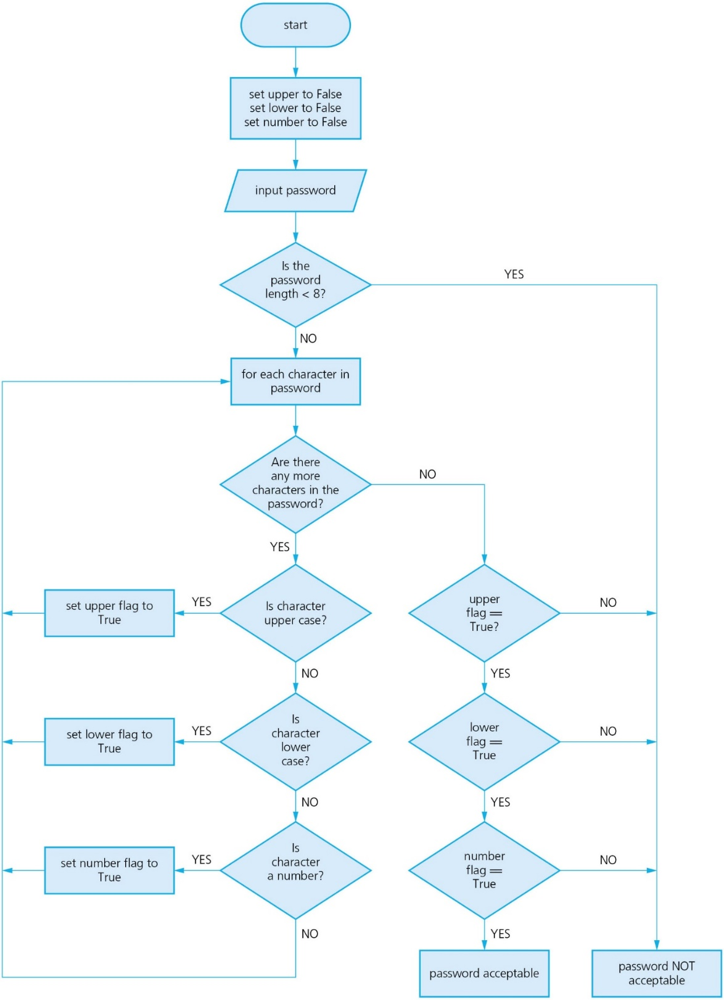 start
set upper to False
set lower to False
set number to False
input password
Is the
password
length < 8?
YES
NO
for each character in
password
Are there
any more
characters in the
password?
NO
YES
set upper flag to
True
YES
Is character
upper case?
upper
flag ==
True?
NO
NO
YES
set lower flag to
True
YES
Is
character
lower
case?
lower
flag ==
True
NO
NO
YES
set number flag to
True
YES
Is
character
a number?
number
flag ==
True
NO
NO
YES
password acceptable
password NOT
acceptable